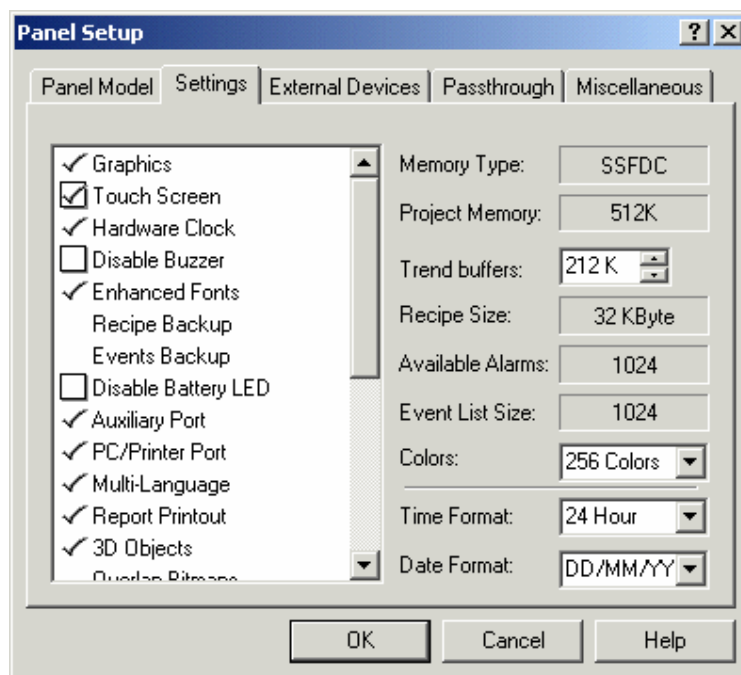 Panel Setup
Panel Model Settings External Devices Passthrough Miscellaneous
Graphics
Touch Screen
Hardware Clock
Disable Buzzer
Enhanced Fonts
Recipe Backup
Events Backup
Disable Battery LED
Auxiliary Port
PC/Printer Port
Multi-Language
Report Printout
3D Objects
Overlap Bitmaps
Memory Type: SSFDC
Project Memory: 512K
Trend buffers: 212 K
Recipe Size: 32 KByte
Available Alarms: 1024
Event List Size: 1024
Colors: 256 Colors
Time Format: 24 Hour
Date Format: DD/MM/YY
OK Cancel Help